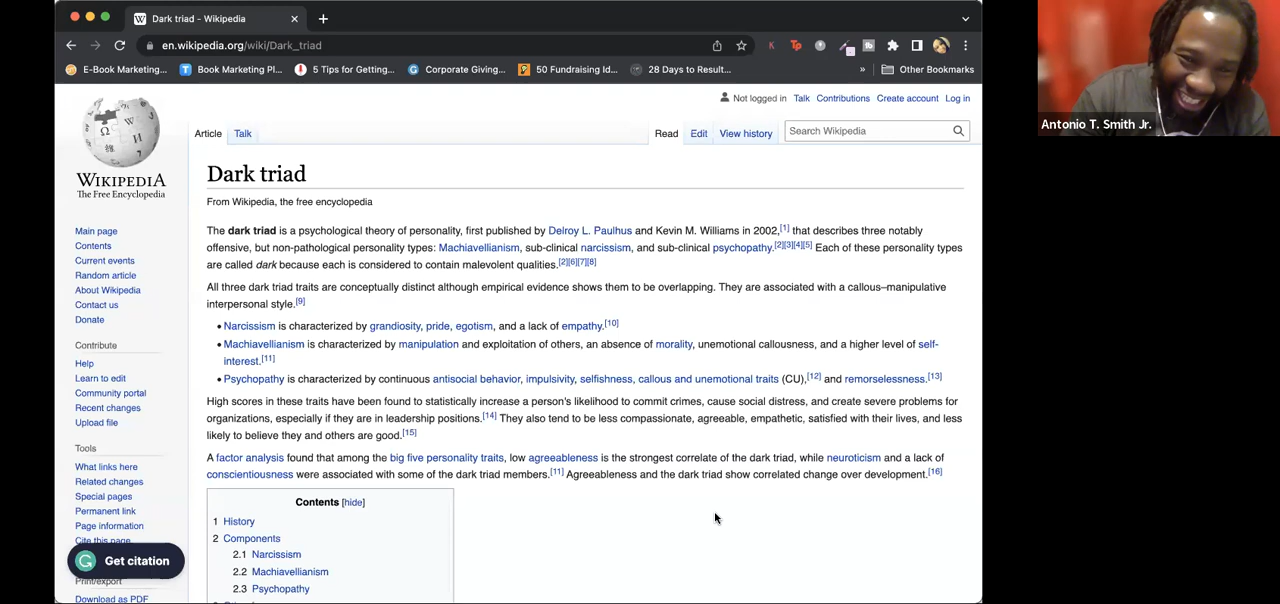 Dark triad - Wikipedia
en.wikipedia.org/wiki/Dark_triad
E-Book Marketing... Book Marketing Pl... 5 Tips for Getting... Corporate Giving... 50 Fundraising Id... 28 Days to Result... » Other Bookmarks
Not logged in Talk Contributions Create account Log in
Article Talk Read Edit View history Search Wikipedia
WIKIPEDIA
The Free Encyclopedia
Main page
Contents
Current events
Random article
About Wikipedia
Contact us
Donate
Contribute
Help
Learn to edit
Community portal
Recent changes
Upload file
Tools
What links here
Related changes
Special pages
Permanent link
Page information
Cite this page
Get citation
Print/export
Download as PDF
Dark triad
From Wikipedia, the free encyclopedia
The dark triad is a psychological theory of personality, first published by Delroy L. Paulhus and Kevin M. Williams in 2002,[1] that describes three notably
offensive, but non-pathological personality types: Machiavellianism, sub-clinical narcissism, and sub-clinical psychopathy.[2][3][4][5] Each of these personality types
are called dark because each is considered to contain malevolent qualities.[2][6][7][8]
All three dark triad traits are conceptually distinct although empirical evidence shows them to be overlapping. They are associated with a callous–manipulative
interpersonal style.[9]
• Narcissism is characterized by grandiosity, pride, egotism, and a lack of empathy.[10]
• Machiavellianism is characterized by manipulation and exploitation of others, an absence of morality, unemotional callousness, and a higher level of self-
interest.[11]
• Psychopathy is characterized by continuous antisocial behavior, impulsivity, selfishness, callous and unemotional traits (CU),[12] and remorselessness.[13]
High scores in these traits have been found to statistically increase a person's likelihood to commit crimes, cause social distress, and create severe problems for
organizations, especially if they are in leadership positions.[14] They also tend to be less compassionate, agreeable, empathetic, satisfied with their lives, and less
likely to believe they and others are good.[15]
A factor analysis found that among the big five personality traits, low agreeableness is the strongest correlate of the dark triad, while neuroticism and a lack of
conscientiousness were associated with some of the dark triad members.[11] Agreeableness and the dark triad show correlated change over development.[16]
Contents [hide]
1 History
2 Components
2.1 Narcissism
2.2 Machiavellianism
2.3 Psychopathy
Antonio T. Smith Jr.